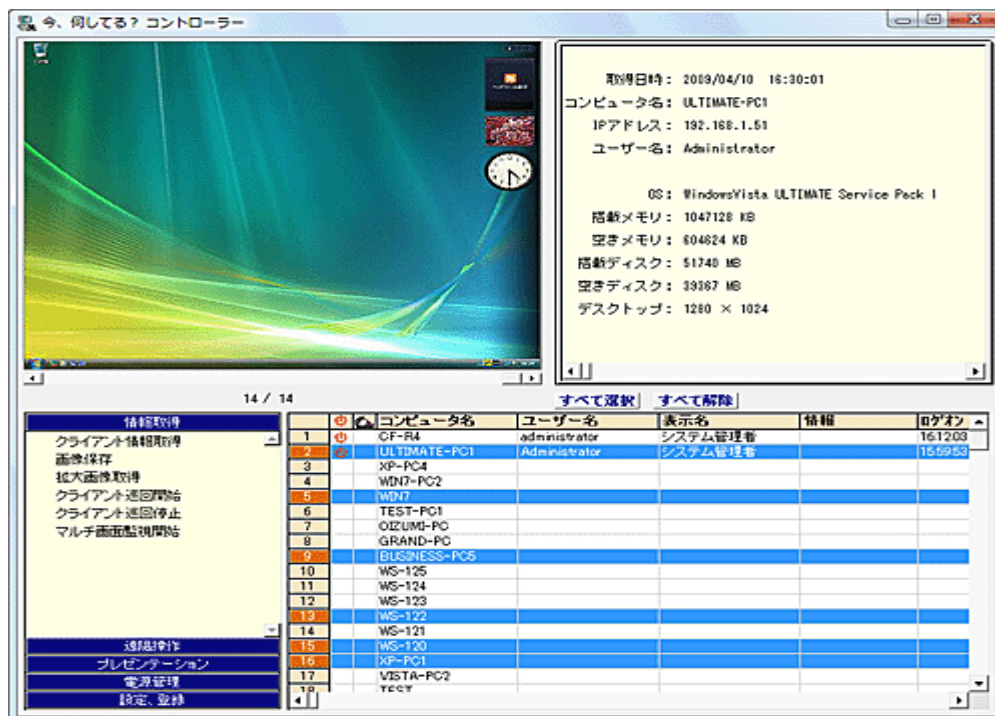 今、何してる? コントローラー
取得日時: 2009/04/10 16:30:01
コンピュータ名: ULTIMATE-PC1
IPアドレス: 192.168.1.51
ユーザー名: Administrator
OS: WindowsVista ULTIMATE Service Pack 1
搭載メモリ: 1047128 KB
空きメモリ: 604624 KB
搭載ディスク: 51740 MB
空きディスク: 39367 MB
デスクトップ: 1280 × 1024
14 / 14
すべて選択 すべて解除
情報取得
クライアント情報取得
画像保存
拡大画像取得
クライアント巡回開始
クライアント巡回停止
マルチ画面監視開始
遠隔操作
プレゼンテーション
電源管理
設定、登録
コンピュータ名 ユーザー名 表示名 情報 ログオン
1 CF-R4 administrator システム管理者 16:12:03
2 ULTIMATE-PC1 Administrator システム管理者 15:59:53
3 XP-PC4
4 WIN7-PC2
5 WIN7
6 TEST-PC1
7 OIZUMI-PC
8 GRAND-PC
9 BUSINESS-PC5
10 WS-125
11 WS-124
12 WS-123
13 WS-122
14 WS-121
15 WS-120
16 XP-PC1
17 VISTA-PC2
18 TEST